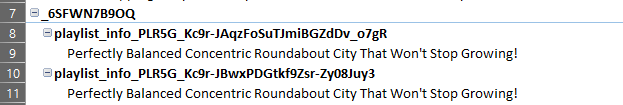 7 _6SFWN7B9OQ
8 playlist_info_PLR5G_Kc9r-JAqzFoSuTJmiBGZdDv_o7gR
9 Perfectly Balanced Concentric Roundabout City That Won't Stop Growing!
10 playlist_info_PLR5G_Kc9r-JBwxPDGtkf9Zsr-Zy08Juy3
11 Perfectly Balanced Concentric Roundabout City That Won't Stop Growing!